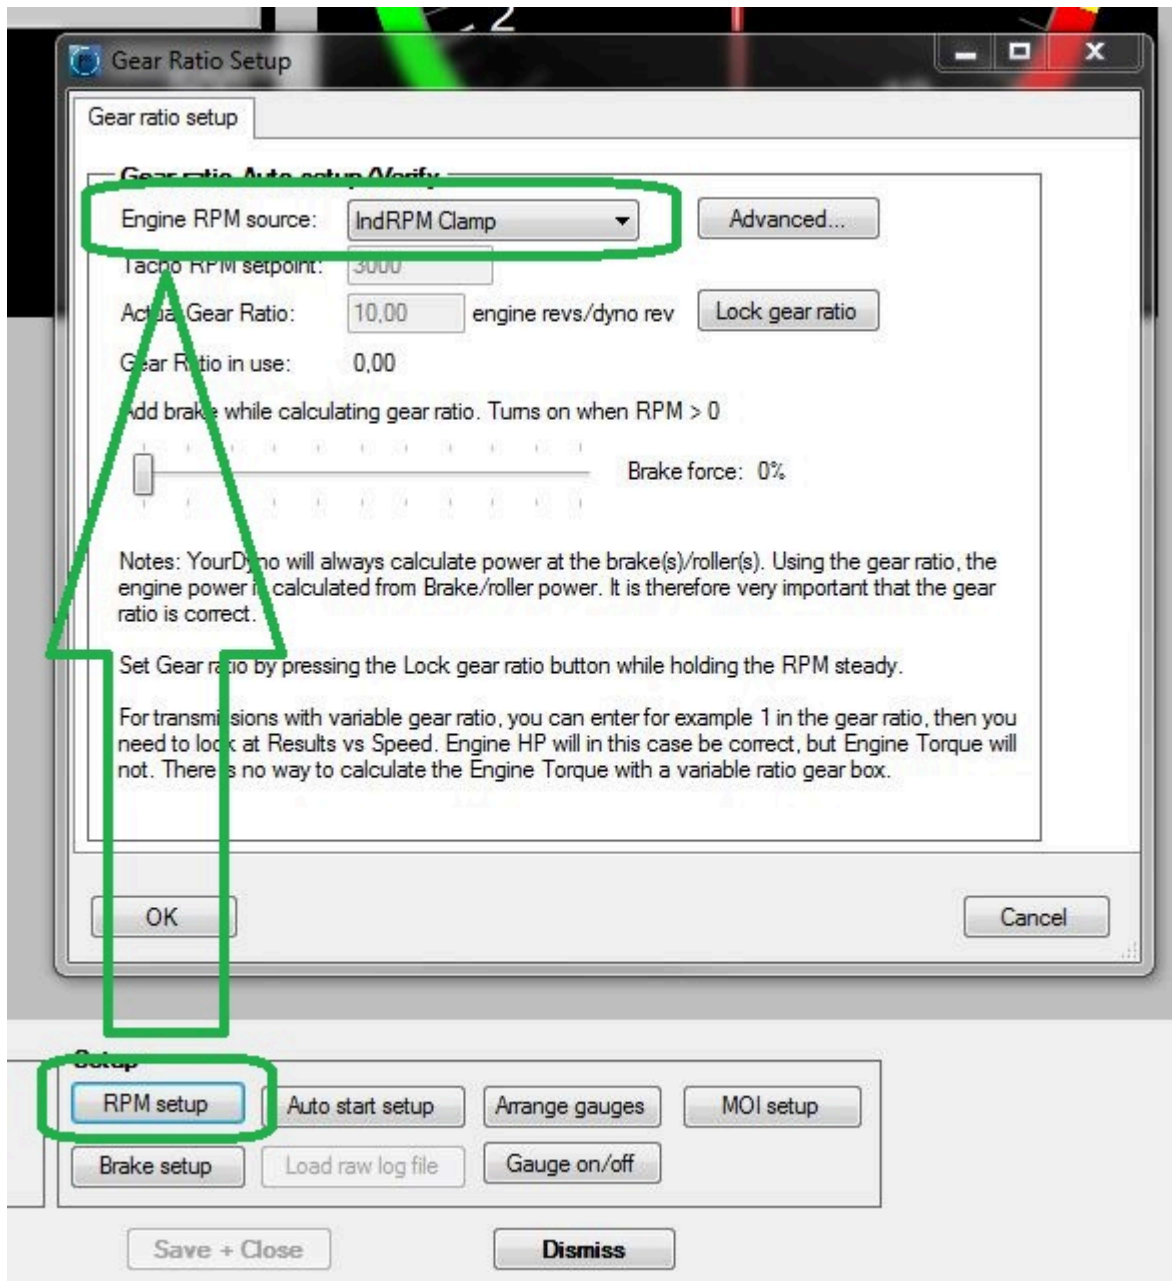 2
Gear Ratio Setup
Gear ratio setup
Gear ratio Auto setup/Verify
Engine RPM source: IndRPM Clamp Advanced...
Tacho RPM setpoint: 3000
Actual Gear Ratio: 10,00 engine revs/dyno rev Lock gear ratio
Gear Ratio in use: 0,00
Add brake while calculating gear ratio. Turns on when RPM > 0
Brake force: 0%
Notes: YourDyno will always calculate power at the brake(s)/roller(s). Using the gear ratio, the
engine power is calculated from Brake/roller power. It is therefore very important that the gear
ratio is correct.
Set Gear ratio by pressing the Lock gear ratio button while holding the RPM steady.
For transmissions with variable gear ratio, you can enter for example 1 in the gear ratio, then you
need to look at Results vs Speed. Engine HP will in this case be correct, but Engine Torque will
not. There is no way to calculate the Engine Torque with a variable ratio gear box.
OK Cancel
Setup
RPM setup Auto start setup Arrange gauges MOI setup
Brake setup Load raw log file Gauge on/off
Save + Close Dismiss